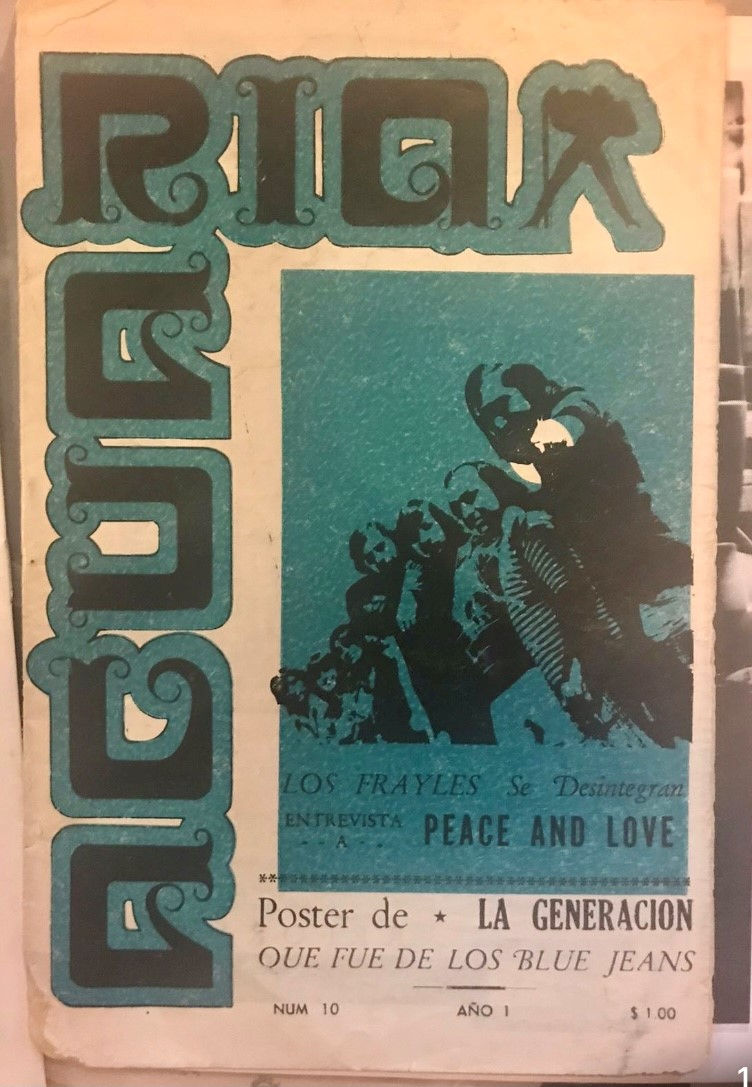 LOS FRAYLES Se Desintegran
ENTREVISTA
- - A - - PEACE AND LOVE
Poster de ★ LA GENERACION
QUE FUE DE LOS BLUE JEANS
NUM 10 AÑO 1 $ 1.00
1